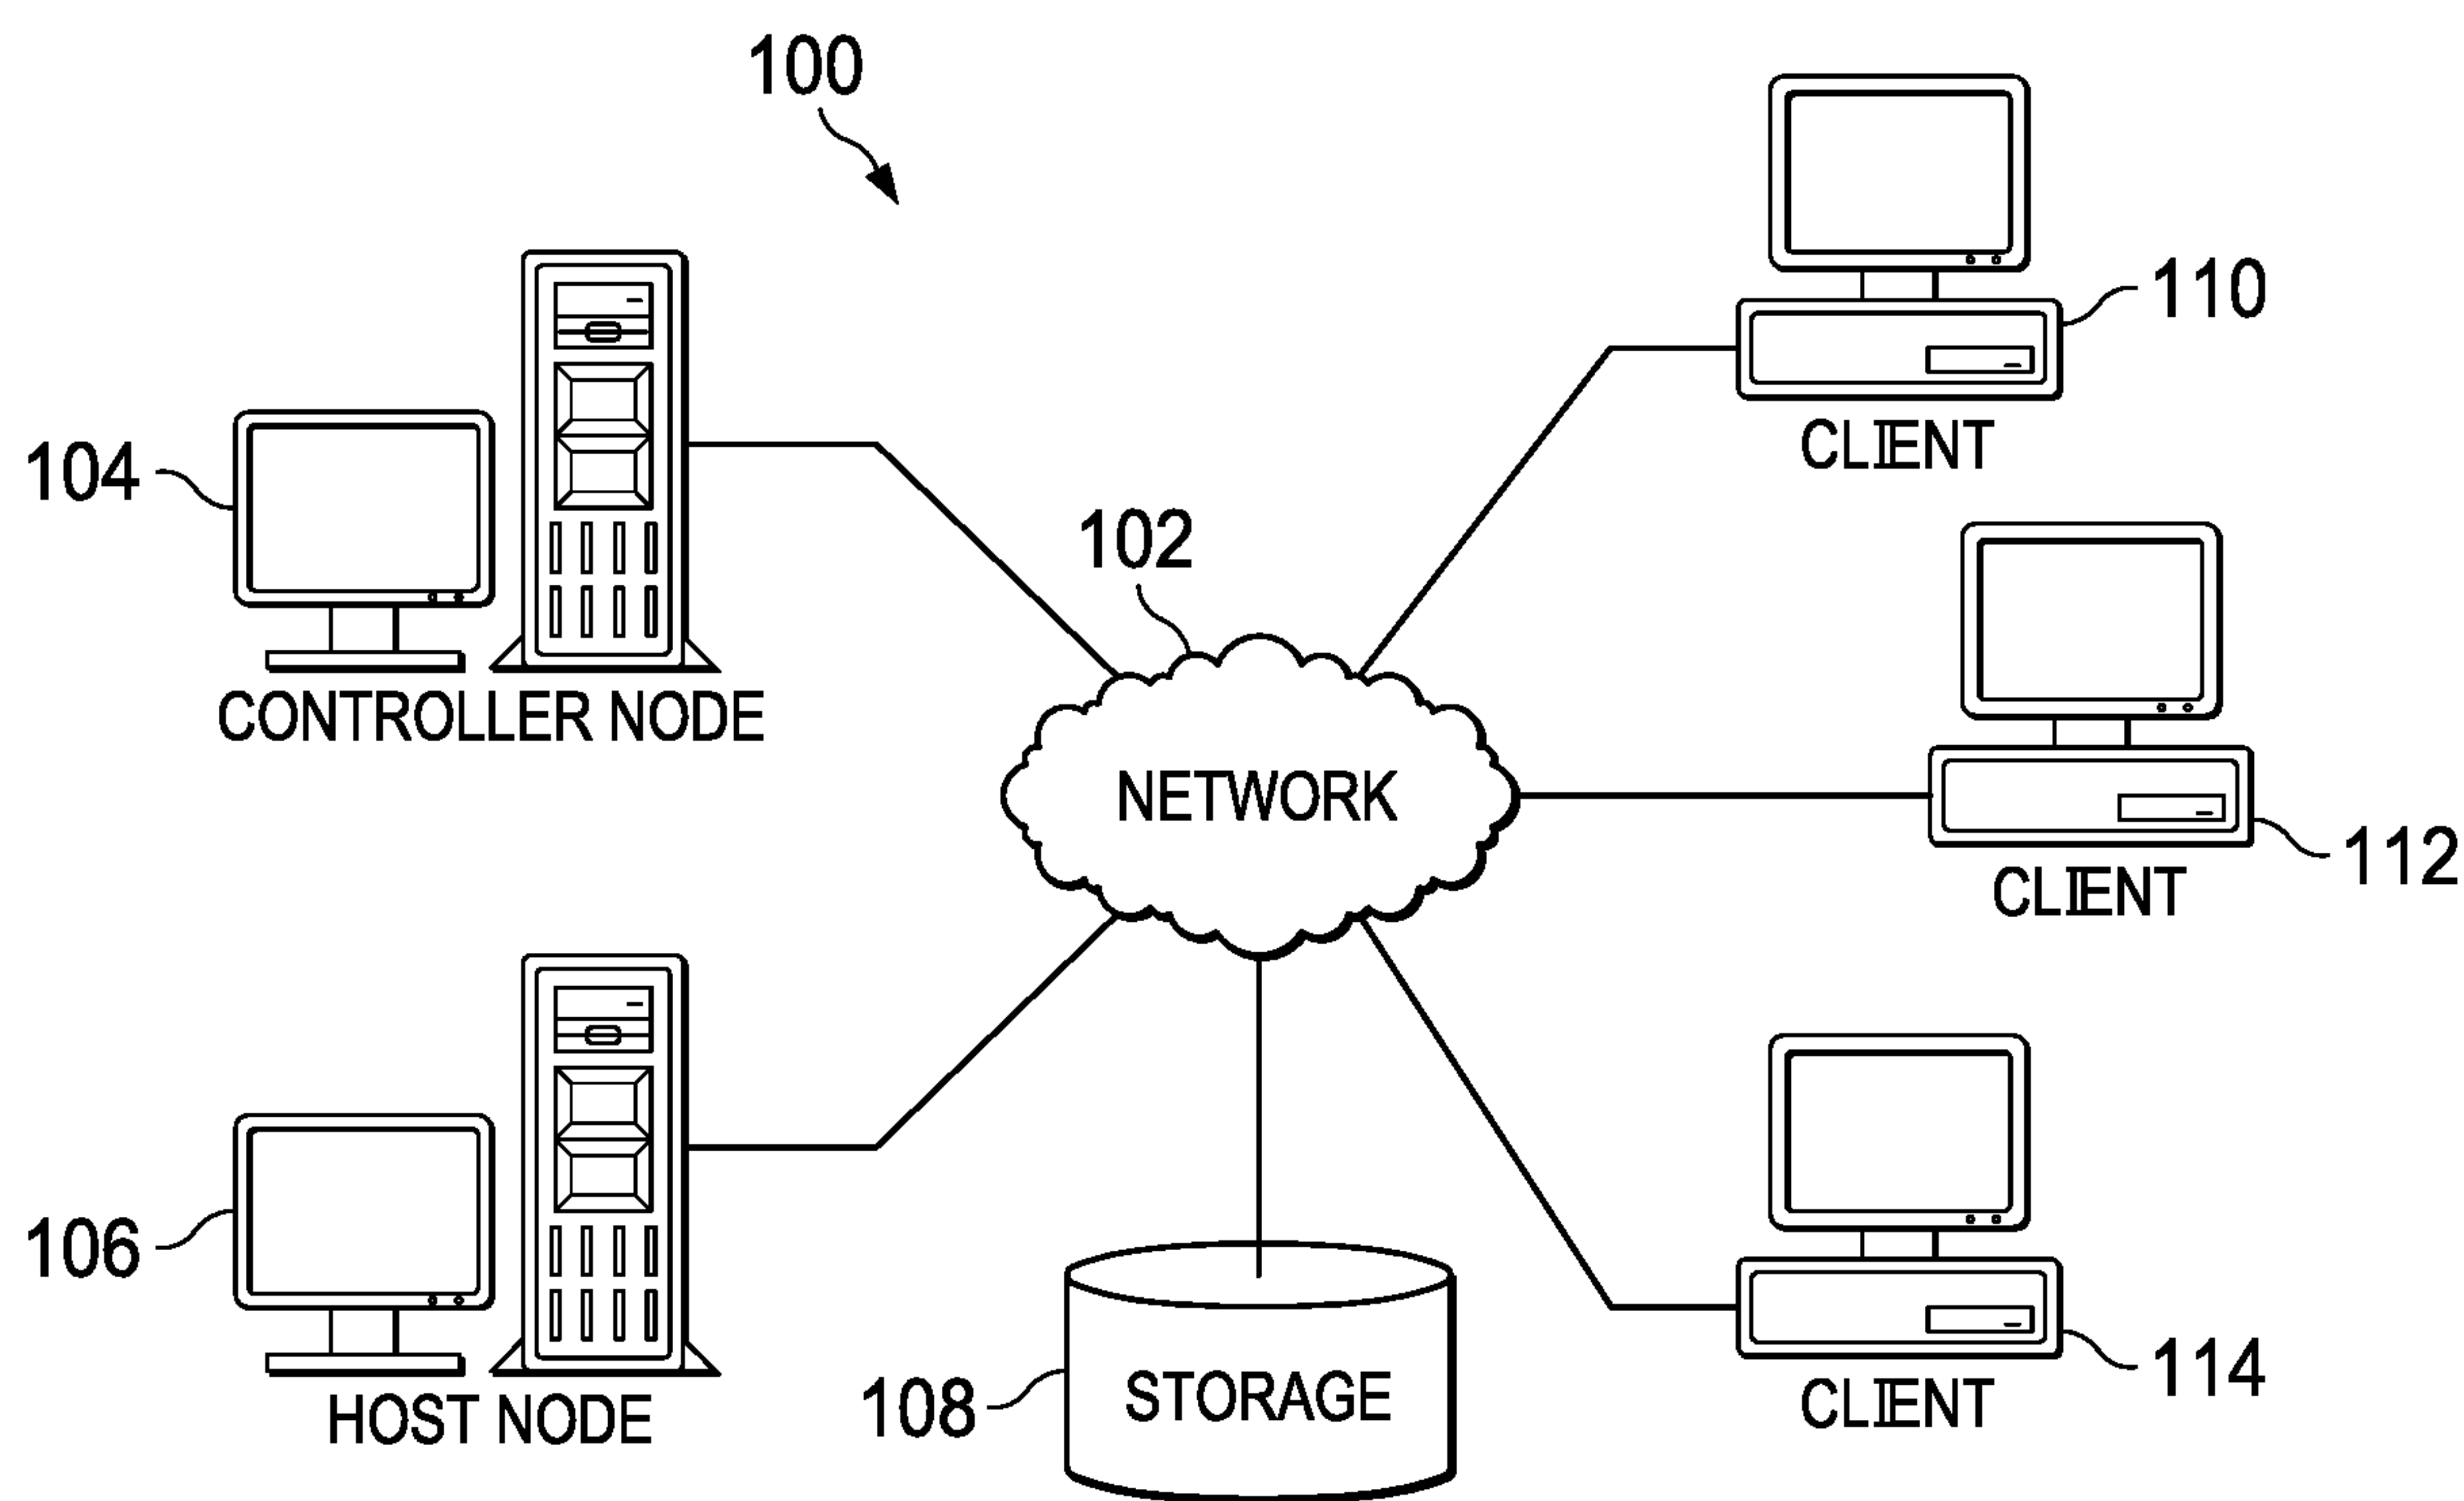 100
110
CLIENT
104
CONTROLLER NODE
102
NETWORK
112
CLIENT
106
HOST NODE
108
STORAGE
114
CLIENT